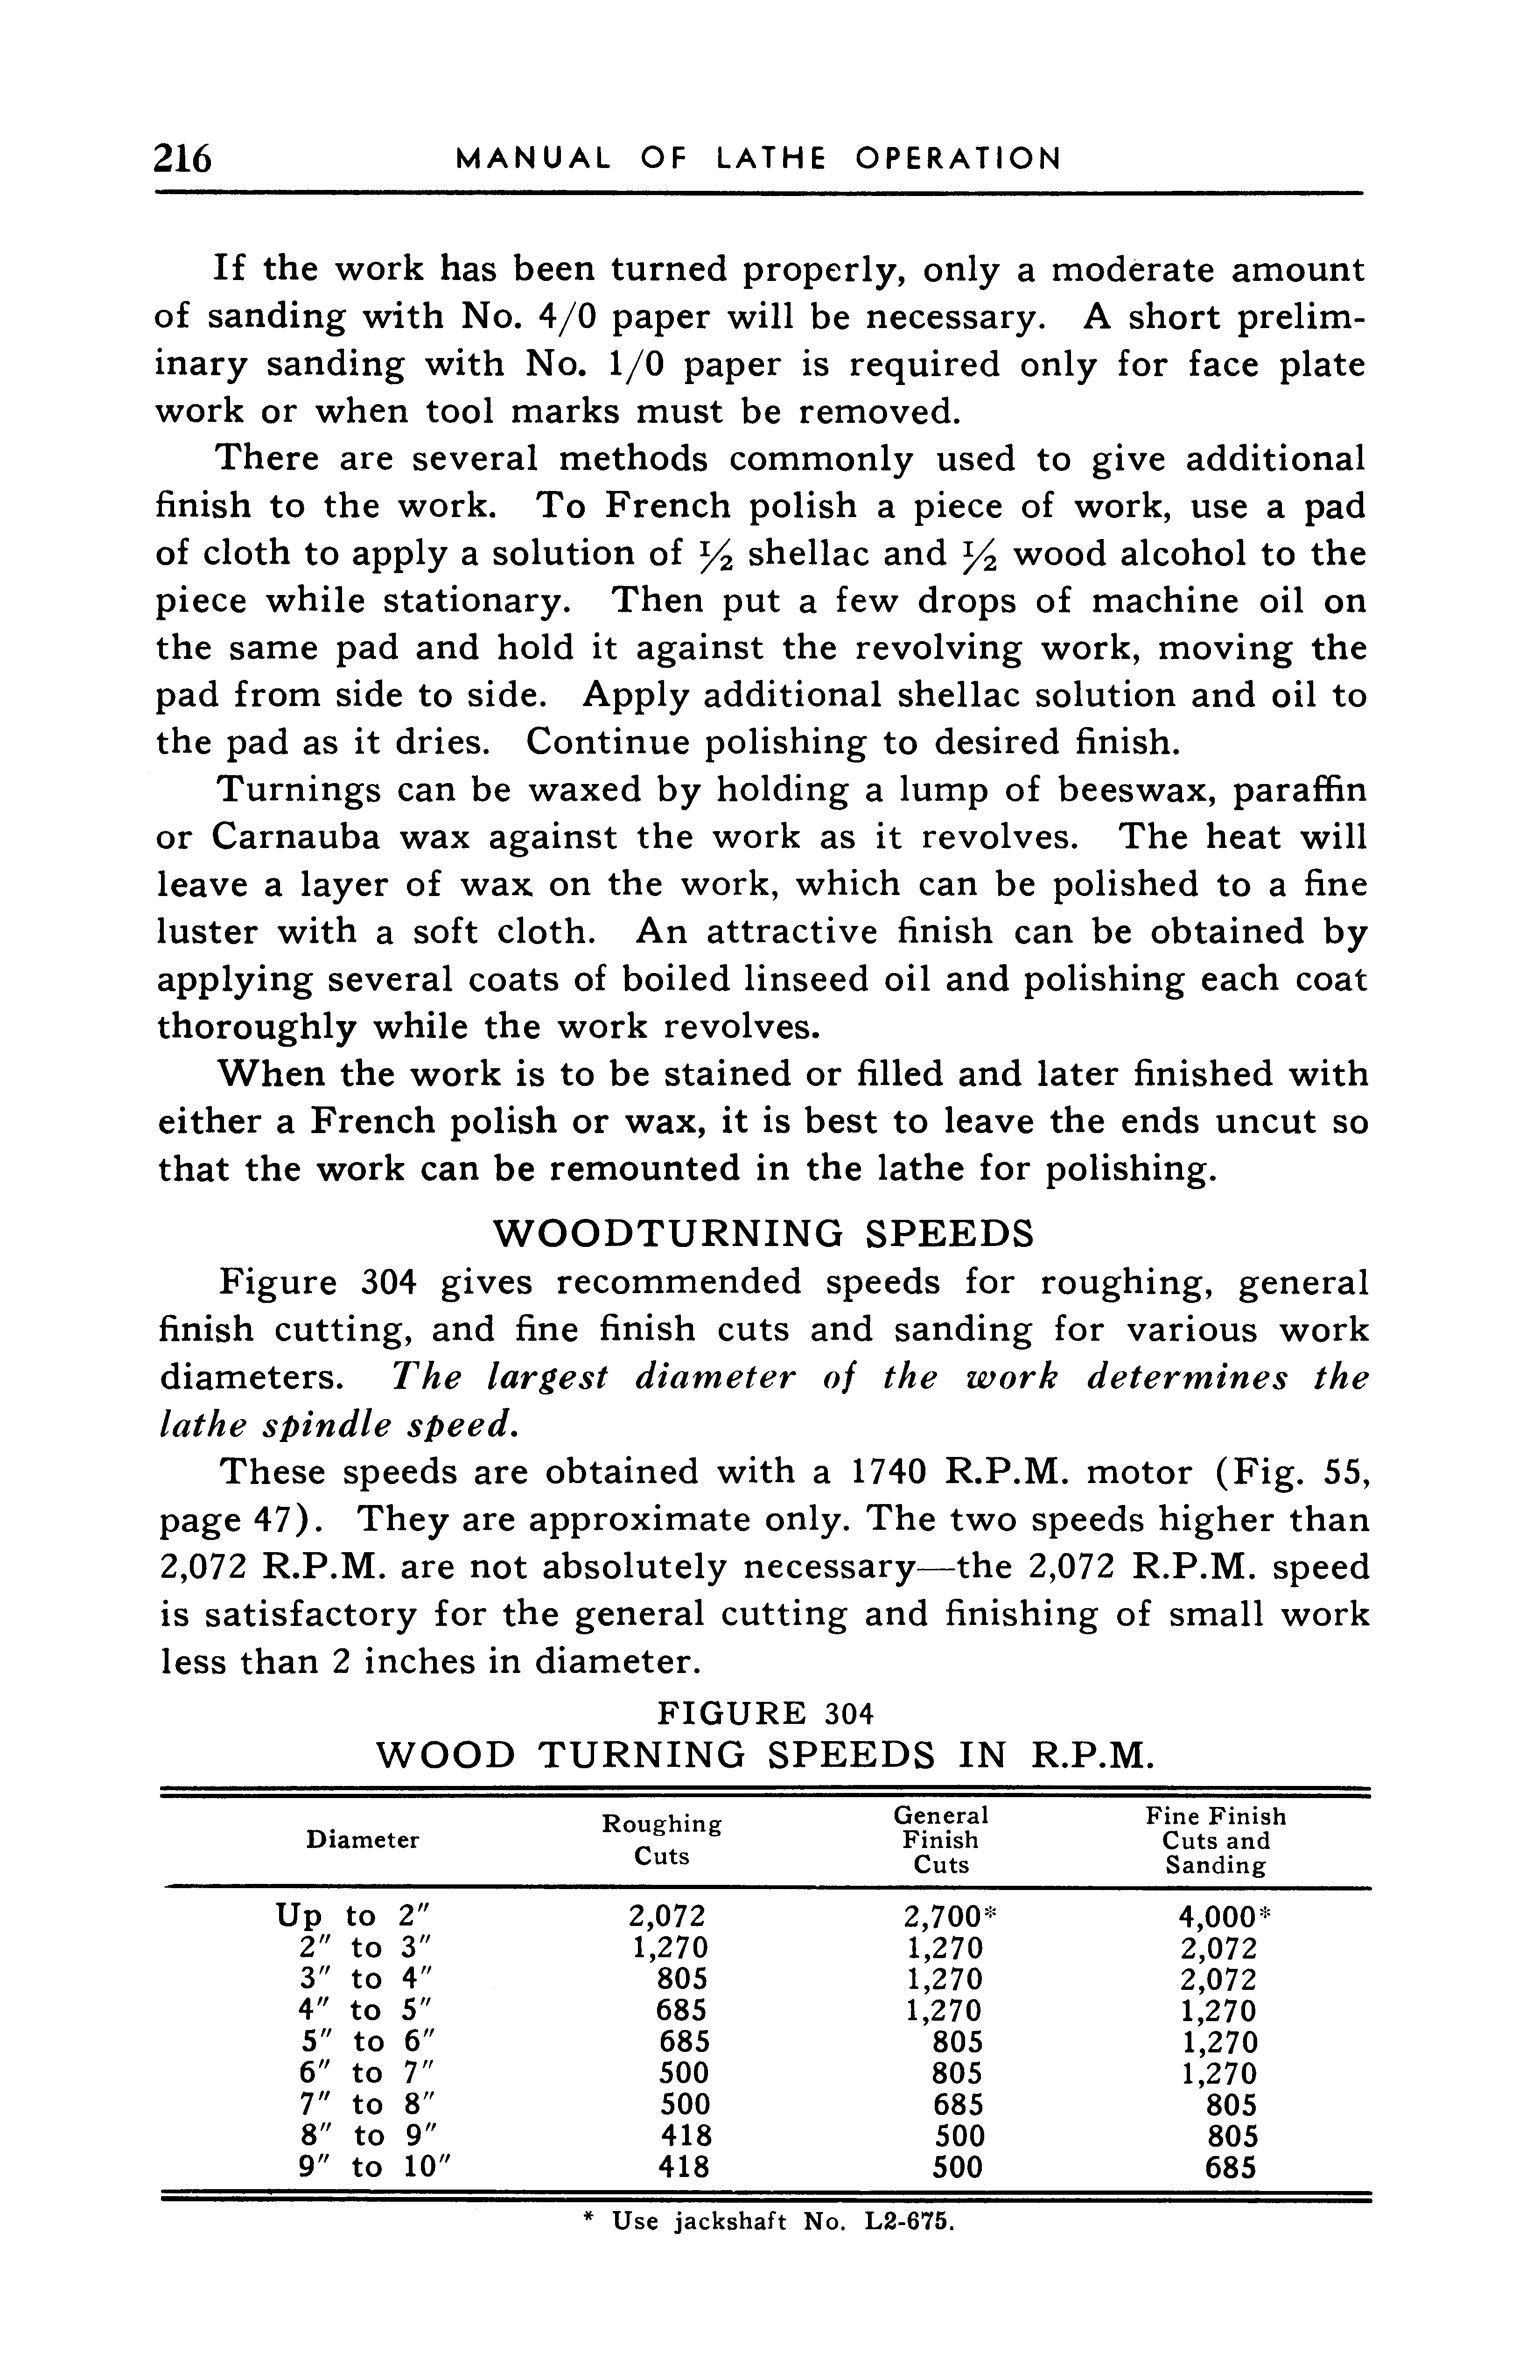 216 MANUAL OF LATHE OPERATION
If the work has been turned properly, only a moderate amount
of sanding with No. 4/0 paper will be necessary. A short prelim-
inary sanding with No. 1/0 paper is required only for face plate
work or when tool marks must be removed.
There are several methods commonly used to give additional
finish to the work. To French polish a piece of work, use a pad
of cloth to apply a solution of ½ shellac and ½ wood alcohol to the
piece while stationary. Then put a few drops of machine oil on
the same pad and hold it against the revolving work, moving the
pad from side to side. Apply additional shellac solution and oil to
the pad as it dries. Continue polishing to desired finish.
Turnings can be waxed by holding a lump of beeswax, paraffin
or Carnauba wax against the work as it revolves. The heat will
leave a layer of wax on the work, which can be polished to a fine
luster with a soft cloth. An attractive finish can be obtained by
applying several coats of boiled linseed oil and polishing each coat
thoroughly while the work revolves.
When the work is to be stained or filled and later finished with
either a French polish or wax, it is best to leave the ends uncut so
that the work can be remounted in the lathe for polishing.
WOODTURNING SPEEDS
Figure 304 gives recommended speeds for roughing, general
finish cutting, and fine finish cuts and sanding for various work
diameters. The largest diameter of the work determines the
lathe spindle speed.
These speeds are obtained with a 1740 R.P.M. motor (Fig. 55,
page 47). They are approximate only. The two speeds higher than
2,072 R.P.M. are not absolutely necessary—the 2,072 R.P.M. speed
is satisfactory for the general cutting and finishing of small work
less than 2 inches in diameter.
FIGURE 304
WOOD TURNING SPEEDS IN R.P.M.
Diameter
Roughing
Cuts
General
Finish
Cuts
Fine Finish
Cuts and
Sanding
Up to 2″ 2,072 2,700* 4,000*
2″ to 3″ 1,270 1,270 2,072
3″ to 4″ 805 1,270 2,072
4″ to 5″ 685 1,270 1,270
5″ to 6″ 685 805 1,270
6″ to 7″ 500 805 1,270
7″ to 8″ 500 685 805
8″ to 9″ 418 500 805
9″ to 10″ 418 500 685
* Use jackshaft No. L2-675.